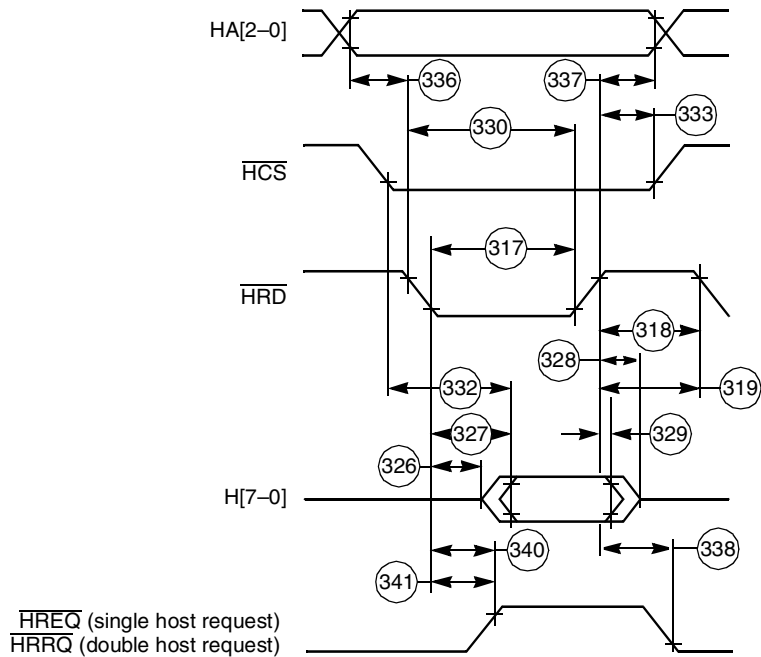 HA[2–0]
336
337
333
330
HCS
317
HRD
318
328
332
319
327
329
326
H[7–0]
340
338
341
HREQ (single host request)
HRRQ (double host request)